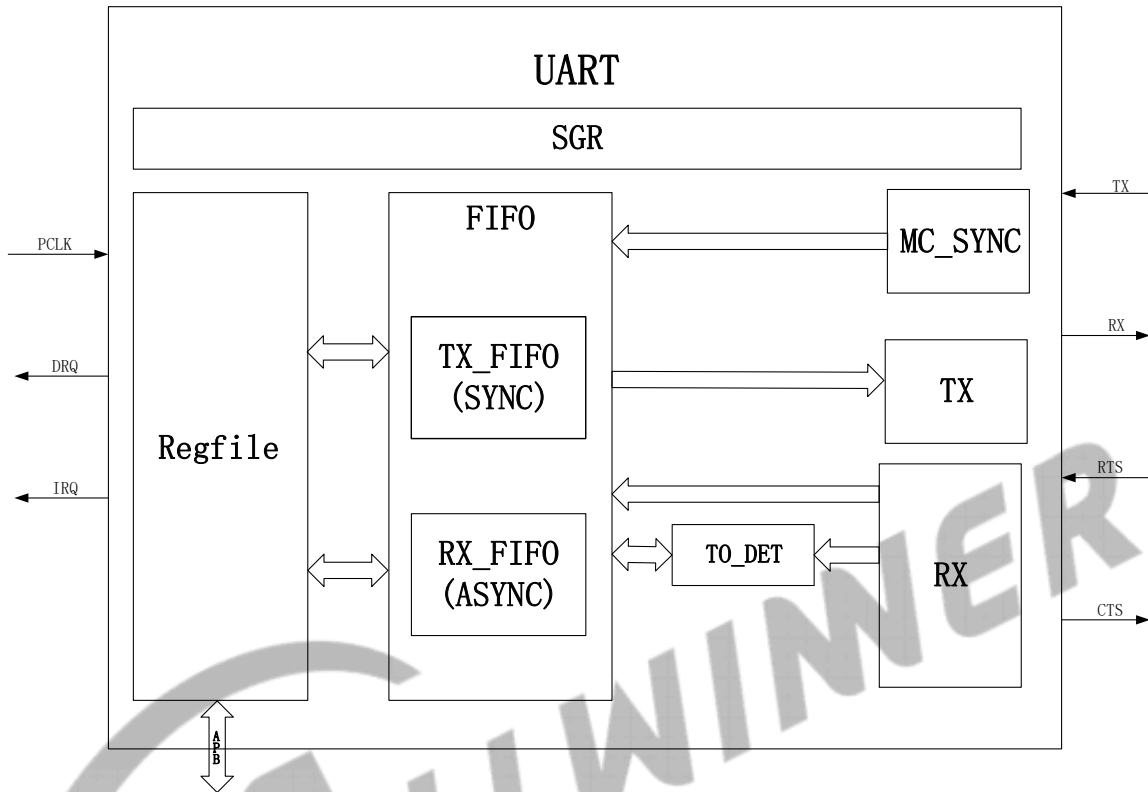 UART
SGR
TX
FIFO
MC_SYNC
PCLK
RX
TX_FIFO
(SYNC)
DRQ
TX
Regfile
RTS
IRQ
RX_FIFO
(ASYNC)
TO_DET
RX
CTS
APB